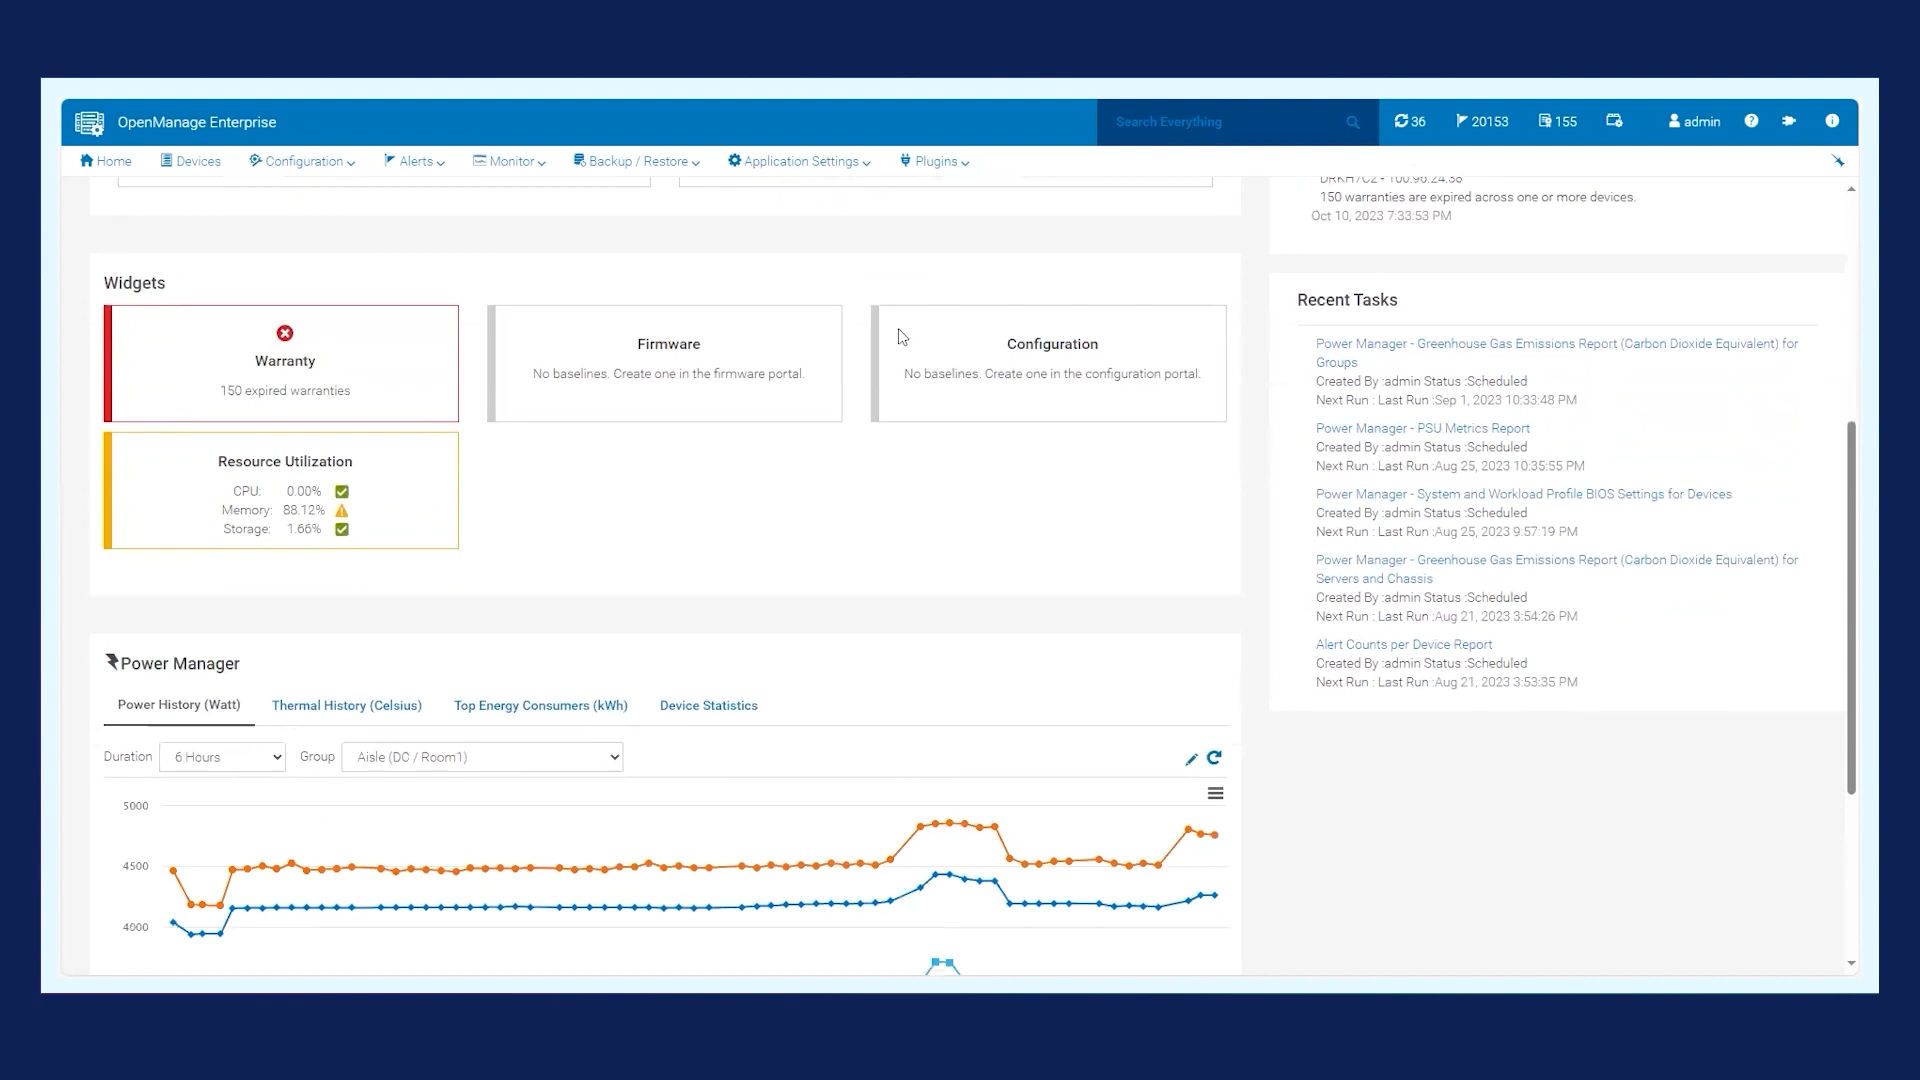 OpenManage Enterprise
Search Everything
36
20153
155
admin
Home
Devices
Configuration
Alerts
Monitor
Backup / Restore
Application Settings
Plugins
150 warranties are expired across one or more devices.
Oct 10, 2023 7:33:53 PM
Widgets
Warranty
150 expired warranties
Firmware
No baselines. Create one in the firmware portal.
Configuration
No baselines. Create one in the configuration portal.
Resource Utilization
CPU: 0.00%
Memory: 88.12%
Storage: 1.66%
Recent Tasks
Power Manager - Greenhouse Gas Emissions Report (Carbon Dioxide Equivalent) for
Groups
Created By :admin Status :Scheduled
Next Run : Last Run :Sep 1, 2023 10:33:48 PM
Power Manager - PSU Metrics Report
Created By :admin Status :Scheduled
Next Run : Last Run :Aug 25, 2023 10:35:55 PM
Power Manager - System and Workload Profile BIOS Settings for Devices
Created By :admin Status :Scheduled
Next Run : Last Run :Aug 25, 2023 9:57:19 PM
Power Manager - Greenhouse Gas Emissions Report (Carbon Dioxide Equivalent) for
Servers and Chassis
Created By :admin Status :Scheduled
Next Run : Last Run :Aug 21, 2023 3:54:26 PM
Alert Counts per Device Report
Created By :admin Status :Scheduled
Next Run : Last Run :Aug 21, 2023 3:53:35 PM
Power Manager
Power History (Watt)
Thermal History (Celsius)
Top Energy Consumers (kWh)
Device Statistics
Duration
6 Hours
Group
Aisle (DC / Room1)
5000
4500
4000